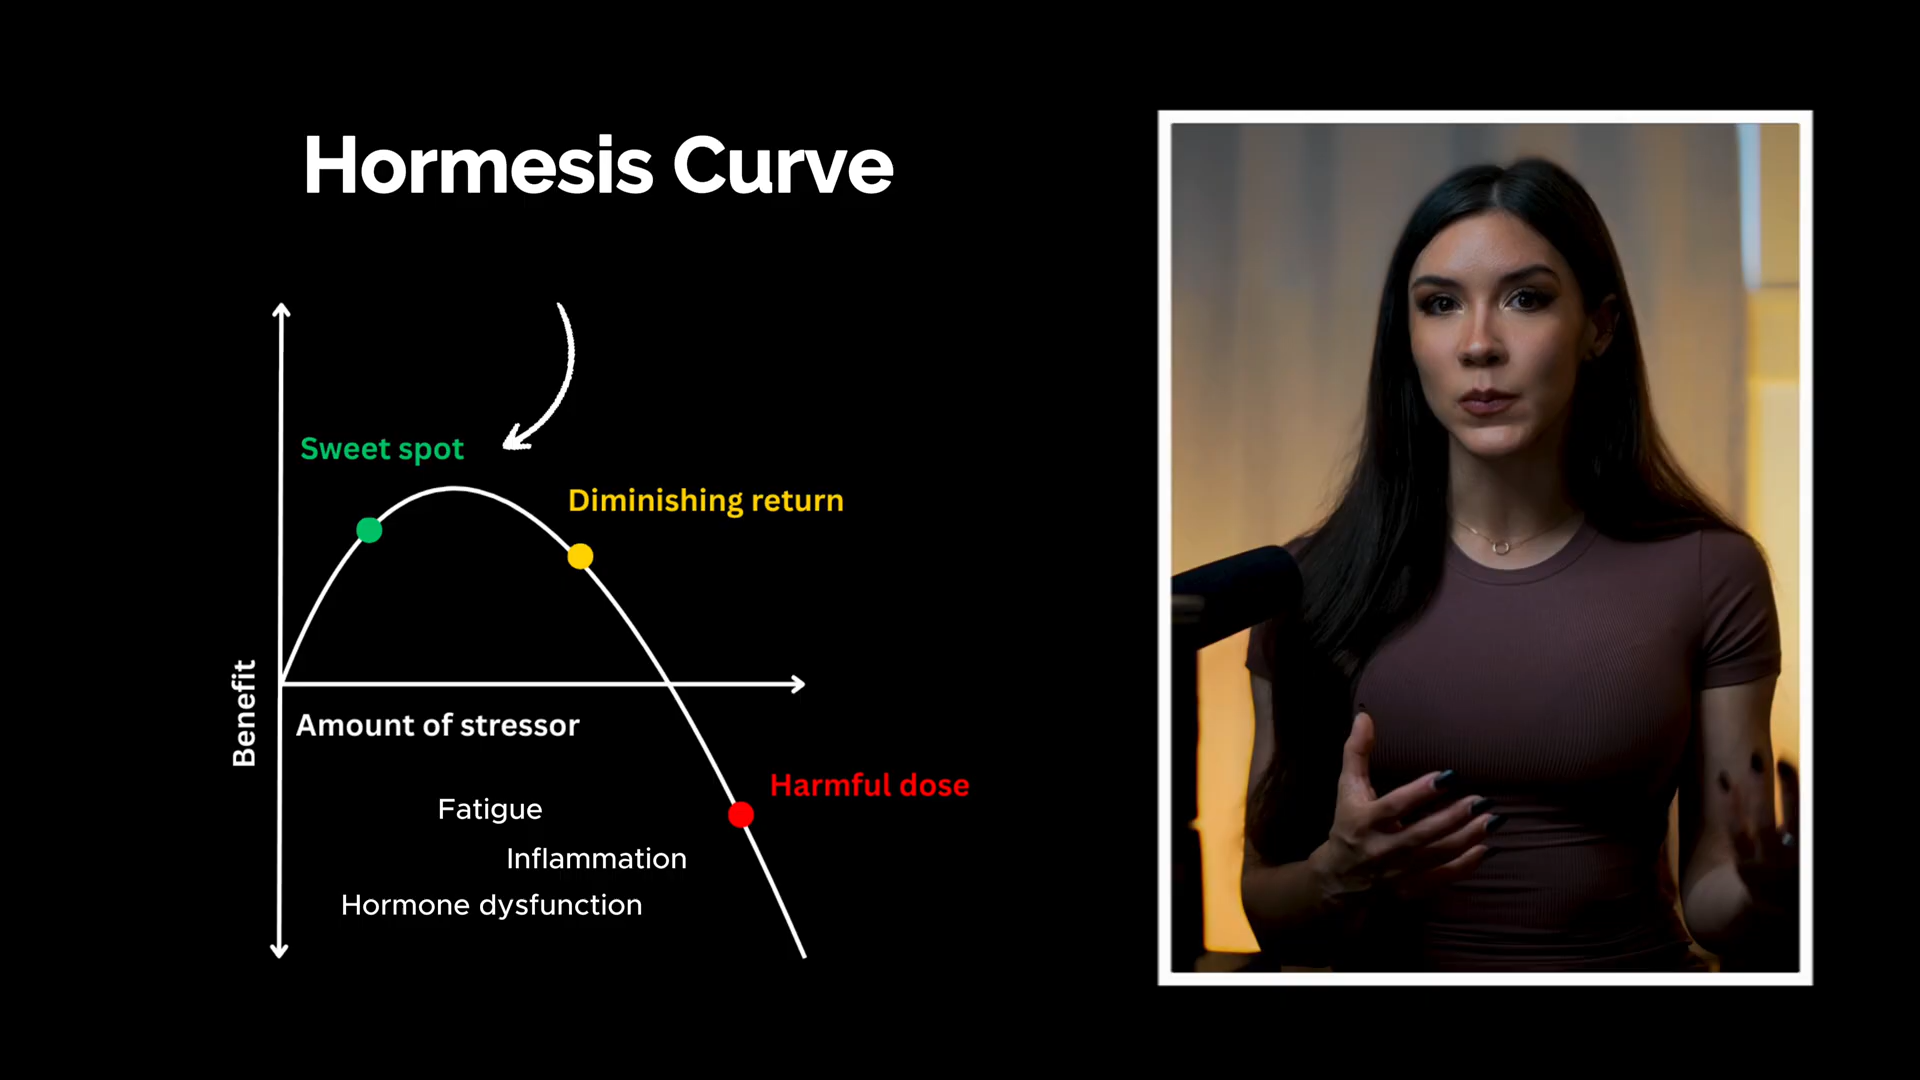 Hormesis Curve
Sweet spot
Diminishing return
Benefit
Amount of stressor
Harmful dose
Fatigue
Inflammation
Hormone dysfunction